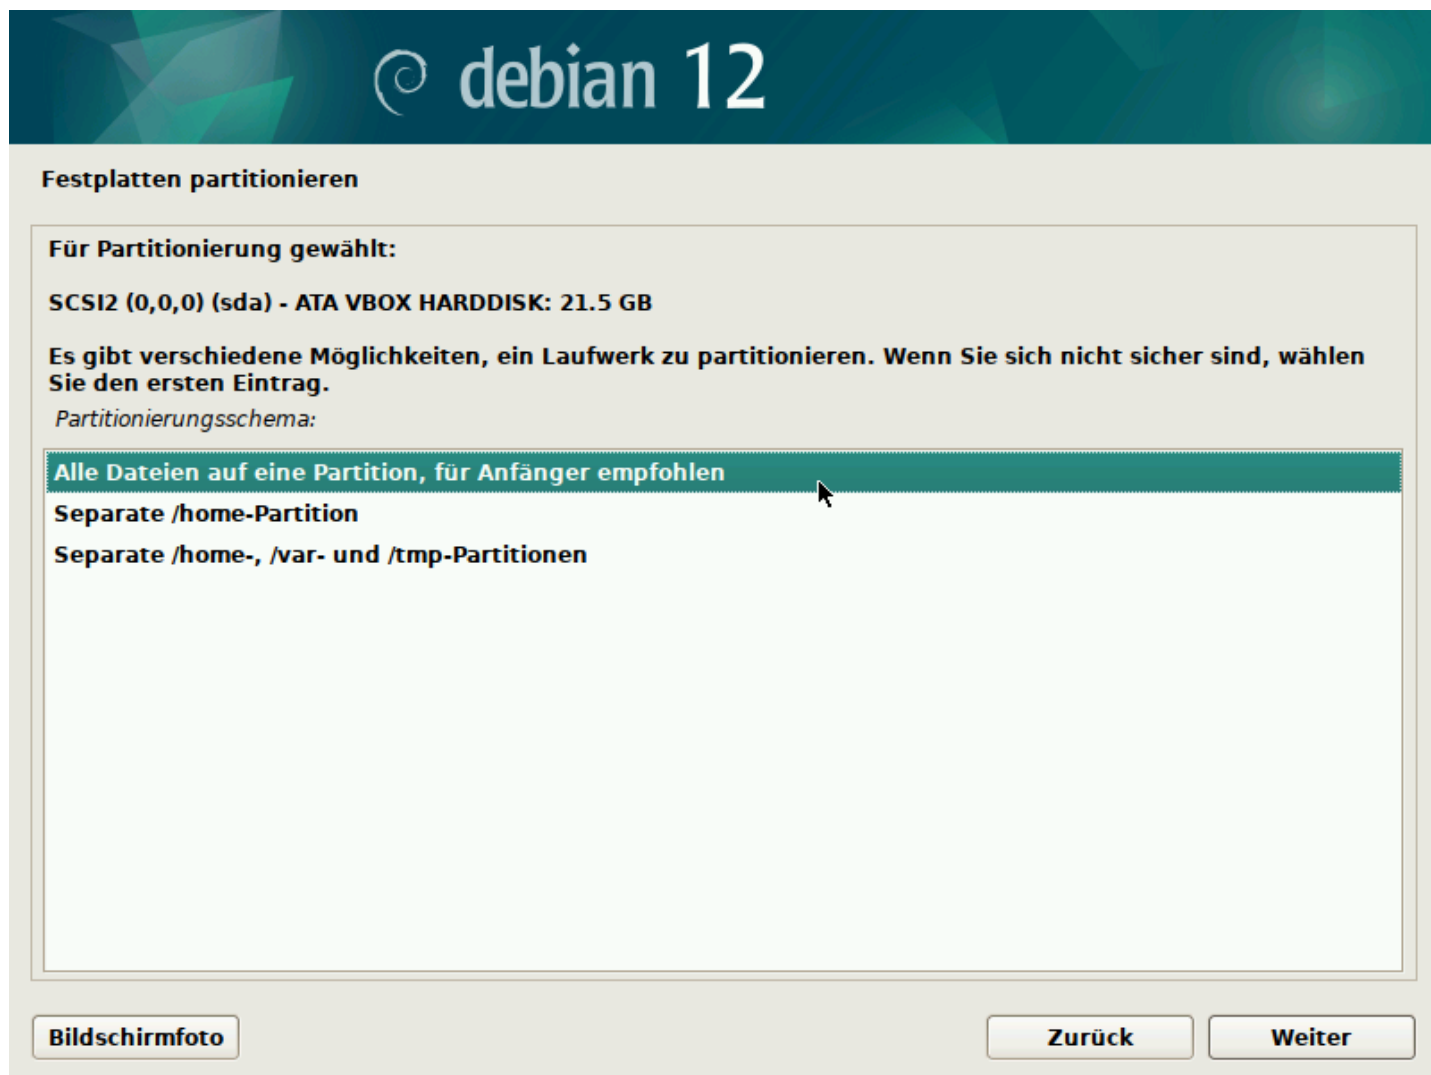 debian 12
Festplatten partitionieren
Für Partitionierung gewählt:
SCSI2 (0,0,0) (sda) - ATA VBOX HARDDISK: 21.5 GB
Es gibt verschiedene Möglichkeiten, ein Laufwerk zu partitionieren. Wenn Sie sich nicht sicher sind, wählen
Sie den ersten Eintrag.
Partitionierungsschema:
Alle Dateien auf eine Partition, für Anfänger empfohlen
Separate /home-Partition
Separate /home-, /var- und /tmp-Partitionen
Bildschirmfoto
Zurück
Weiter